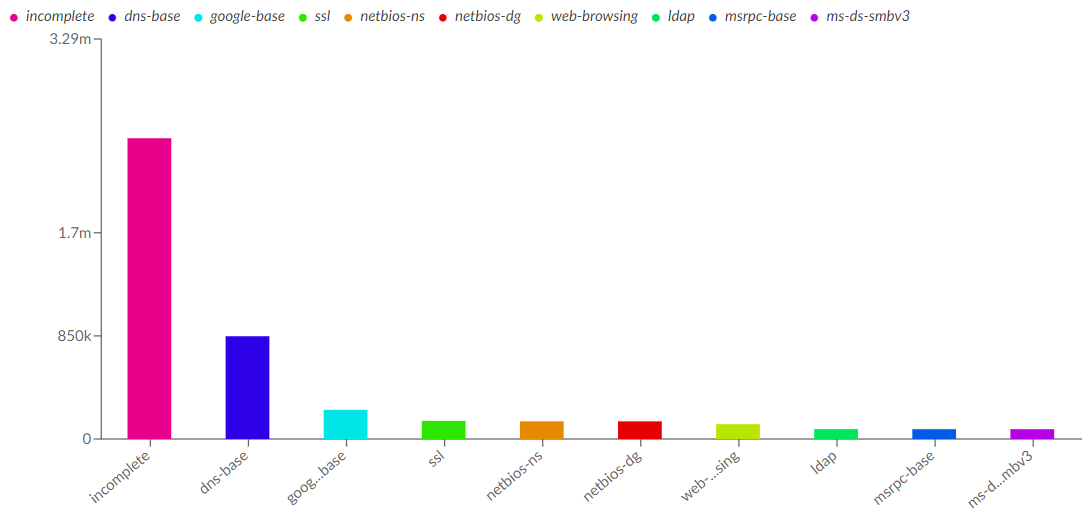 incomplete dns-base google-base ssl netbios-ns netbios-dg web-browsing ldap msrpc-base ms-ds-smbv3
3.29m
1.7m
850k
0
incomplete dns-base goog...base ssl netbios-ns netbios-dg web-...sing ldap msrpc-base ms-d...mbv3